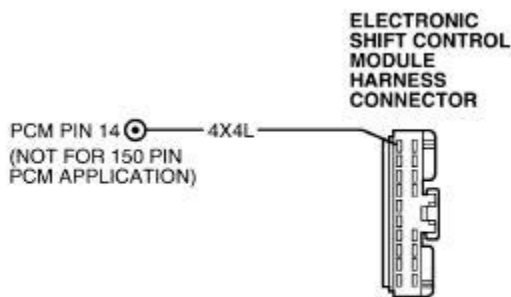 ELECTRONIC
SHIFT CONTROL
MODULE
HARNESS
CONNECTOR
PCM PIN 14
4X4L
(NOT FOR 150 PIN
PCM APPLICATION)